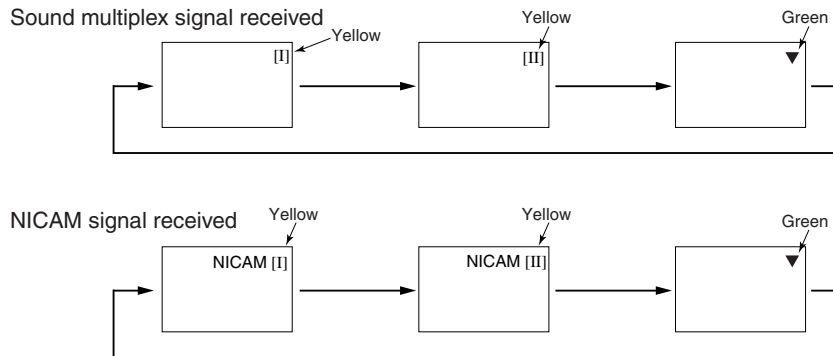 Sound multiplex signal received
Yellow
Yellow
Green
[I]
[II]
NICAM signal received
Yellow
Yellow
Green
NICAM [I]
NICAM [II]